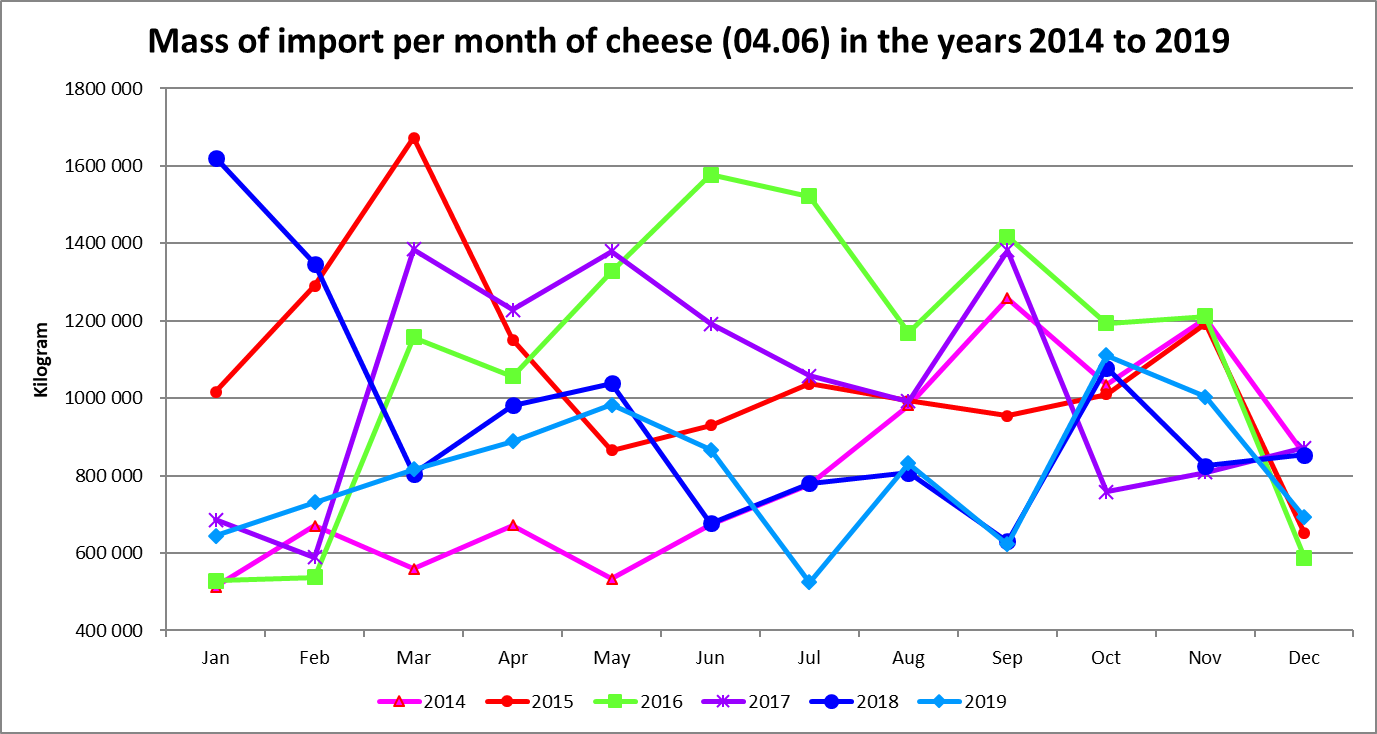 Mass of import per month of cheese (04.06) in the years 2014 to 2019
Kilogram
1800 000
1600 000
1400 000
1200 000
1000 000
800 000
600 000
400 000
Jan Feb Mar Apr May Jun Jul Aug Sep Oct Nov Dec
2014 2015 2016 2017 2018 2019